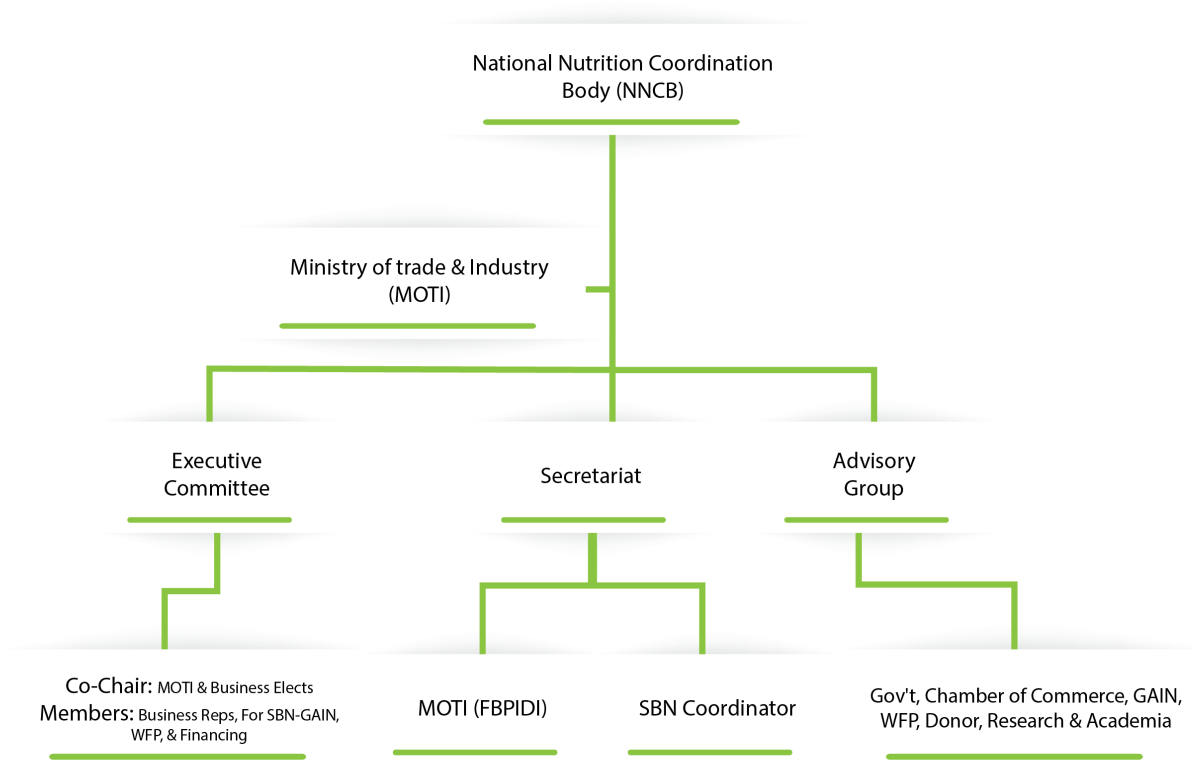 National Nutrition Coordination
Body (NNCB)
Ministry of trade & Industry
(MOTI)
Executive
Committee
Secretariat
Advisory
Group
Co-Chair: MOTI & Business Elects
Members: Business Reps, For SBN-GAIN,
WFP, & Financing
MOTI (FBPIDI)
SBN Coordinator
Gov't, Chamber of Commerce, GAIN,
WFP, Donor, Research & Academia